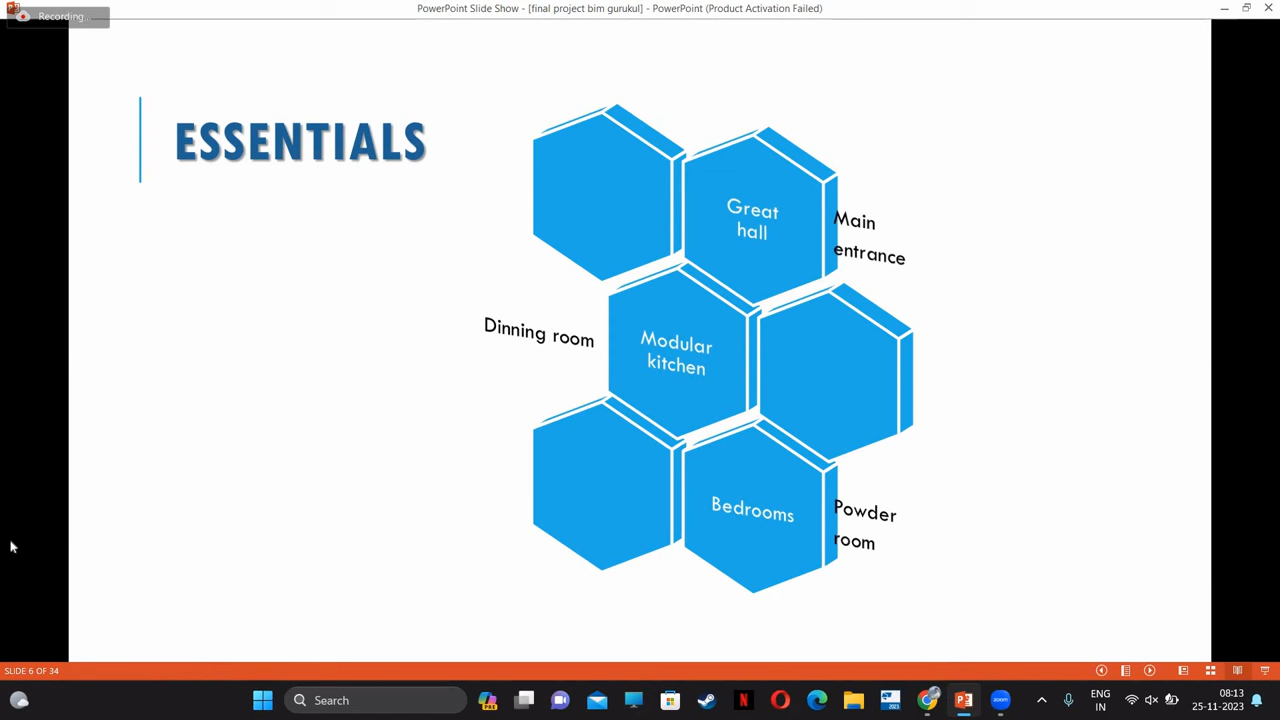 PowerPoint Slide Show - [final project bim gurukul] - PowerPoint (Product Activation Failed)
Recording...
ESSENTIALS
Great
hall
Main
entrance
Dinning room
Modular
kitchen
Bedrooms
Powder
room
SLIDE 6 OF 34
Search
ENG
IN
08:13
25-11-2023